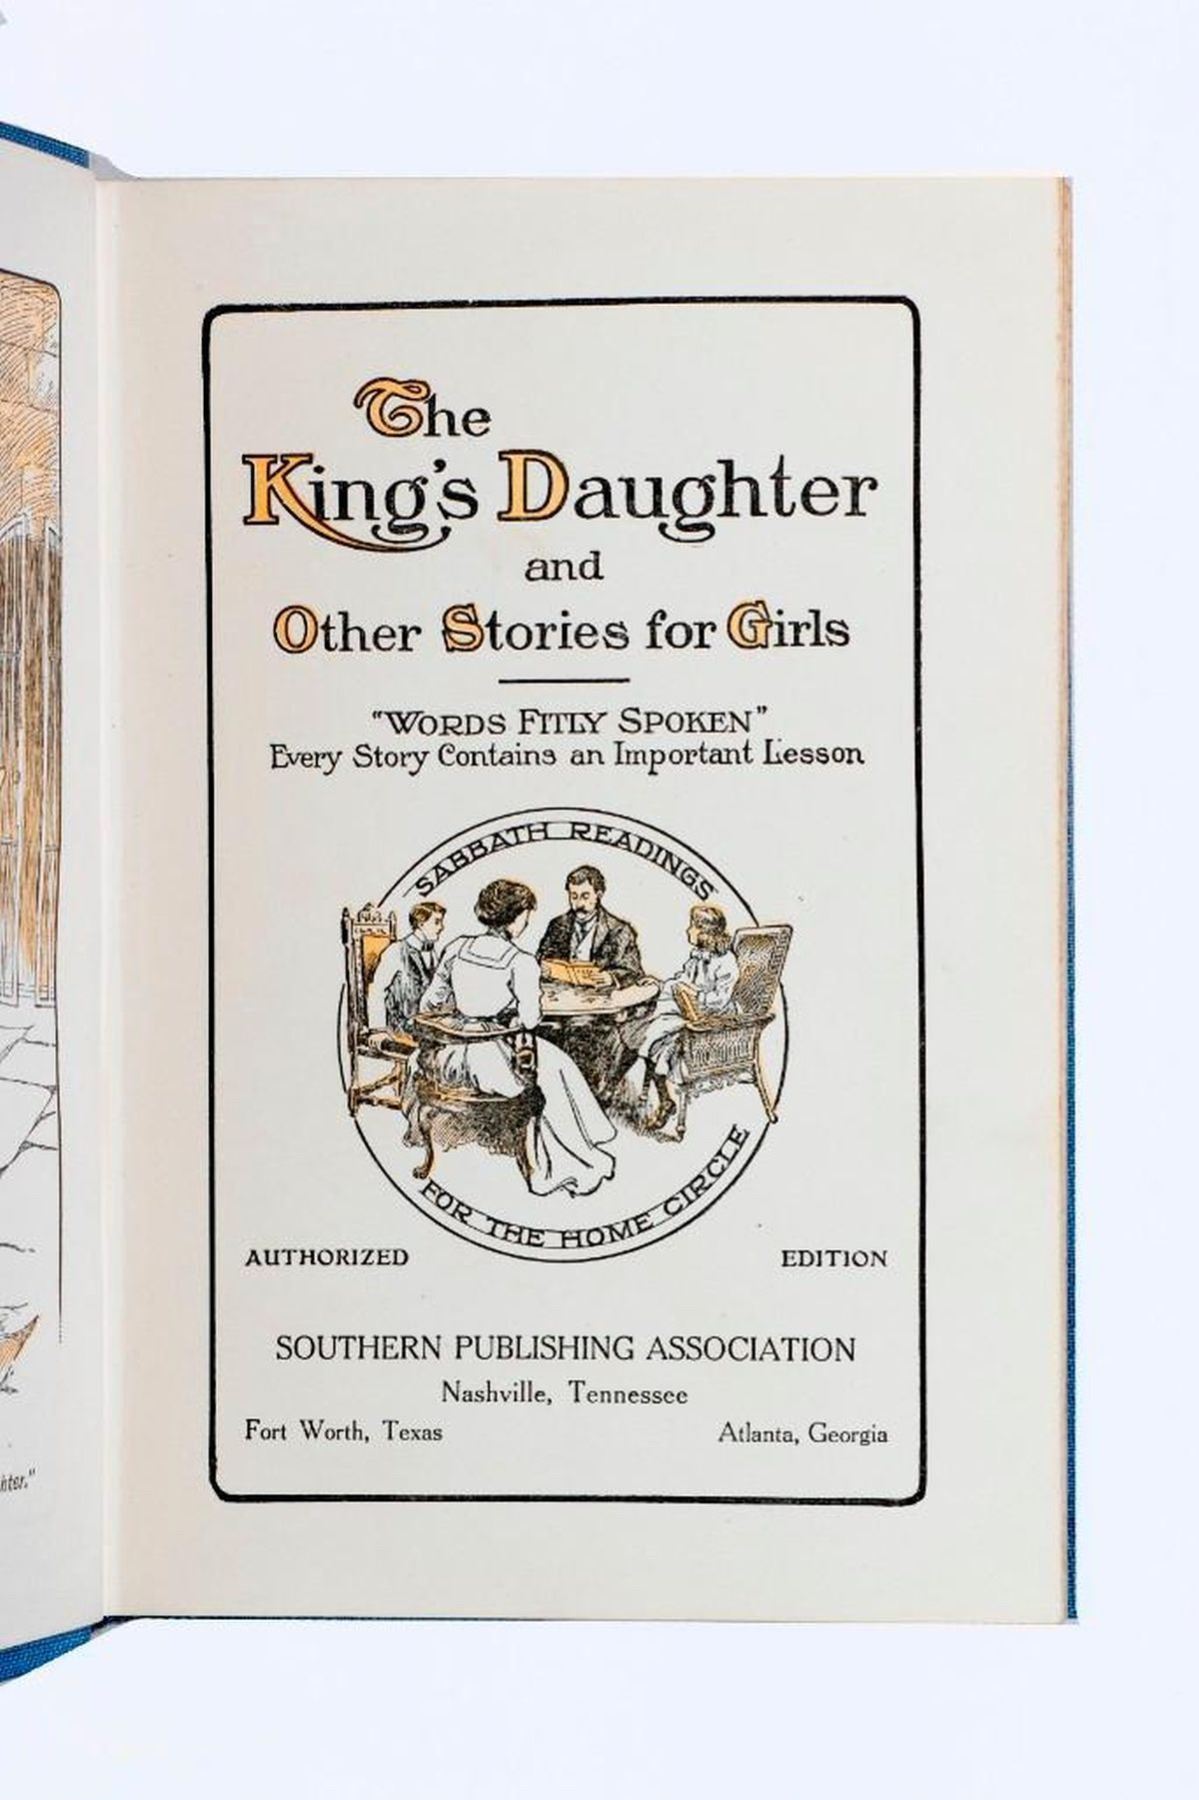 The
King's Daughter
and
Other Stories for Girls
"WORDS FITLY SPOKEN"
Every Story Contains an Important Lesson
SABBATH READINGS
FOR THE HOME CIRCLE
AUTHORIZED EDITION
SOUTHERN PUBLISHING ASSOCIATION
Nashville, Tennessee
Fort Worth, Texas Atlanta, Georgia